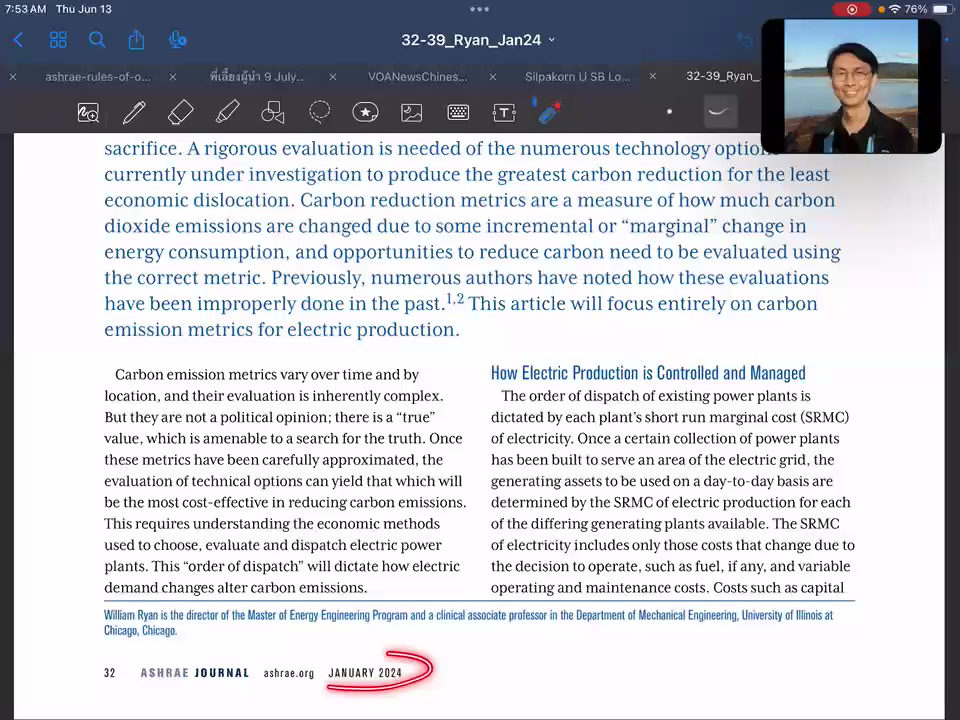 7:53 AM Thu Jun 13
76%
32-39_Ryan_Jan24
ashrae-rules-of-o...
พี่เลี้ยงผู้นำ 9 July...
VOANewsChines...
Silpakorn U SB Lo...
32-39_Ryan_
sacrifice. A rigorous evaluation is needed of the numerous technology options
currently under investigation to produce the greatest carbon reduction for the least
economic dislocation. Carbon reduction metrics are a measure of how much carbon
dioxide emissions are changed due to some incremental or “marginal” change in
energy consumption, and opportunities to reduce carbon need to be evaluated using
the correct metric. Previously, numerous authors have noted how these evaluations
have been improperly done in the past.1,2 This article will focus entirely on carbon
emission metrics for electric production.
Carbon emission metrics vary over time and by
location, and their evaluation is inherently complex.
But they are not a political opinion; there is a “true”
value, which is amenable to a search for the truth. Once
these metrics have been carefully approximated, the
evaluation of technical options can yield that which will
be the most cost-effective in reducing carbon emissions.
This requires understanding the economic methods
used to choose, evaluate and dispatch electric power
plants. This “order of dispatch” will dictate how electric
demand changes alter carbon emissions.
How Electric Production is Controlled and Managed
The order of dispatch of existing power plants is
dictated by each plant’s short run marginal cost (SRMC)
of electricity. Once a certain collection of power plants
has been built to serve an area of the electric grid, the
generating assets to be used on a day-to-day basis are
determined by the SRMC of electric production for each
of the differing generating plants available. The SRMC
of electricity includes only those costs that change due to
the decision to operate, such as fuel, if any, and variable
operating and maintenance costs. Costs such as capital
William Ryan is the director of the Master of Energy Engineering Program and a clinical associate professor in the Department of Mechanical Engineering, University of Illinois at
Chicago, Chicago.
32 ASHRAE JOURNAL ashrae.org JANUARY 2024